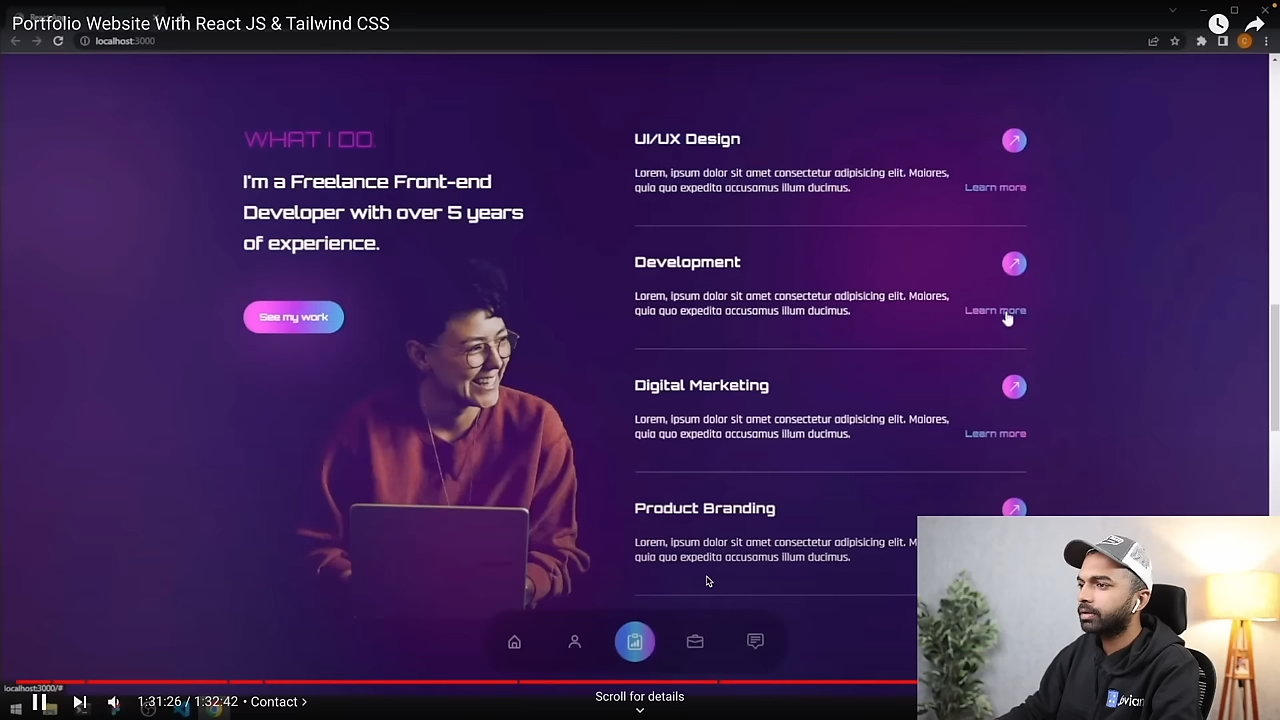 Portfolio Website With React JS & Tailwind CSS
localhost:3000
WHAT I DO.
I'm a Freelance Front-end
Developer with over 5 years
of experience.
See my work
UI/UX Design
Lorem, ipsum dolor sit amet consectetur adipisicing elit. Maiores,
quia quo expedita accusamus illum ducimus.
Learn more
Development
Lorem, ipsum dolor sit amet consectetur adipisicing elit. Maiores,
quia quo expedita accusamus illum ducimus.
Learn more
Digital Marketing
Lorem, ipsum dolor sit amet consectetur adipisicing elit. Maiores,
quia quo expedita accusamus illum ducimus.
Learn more
Product Branding
Lorem, ipsum dolor sit amet consectetur adipisicing elit. M
quia quo expedita accusamus illum ducimus.
localhost:3000/#
1:31:26 / 1:32:42 • Contact
Scroll for details